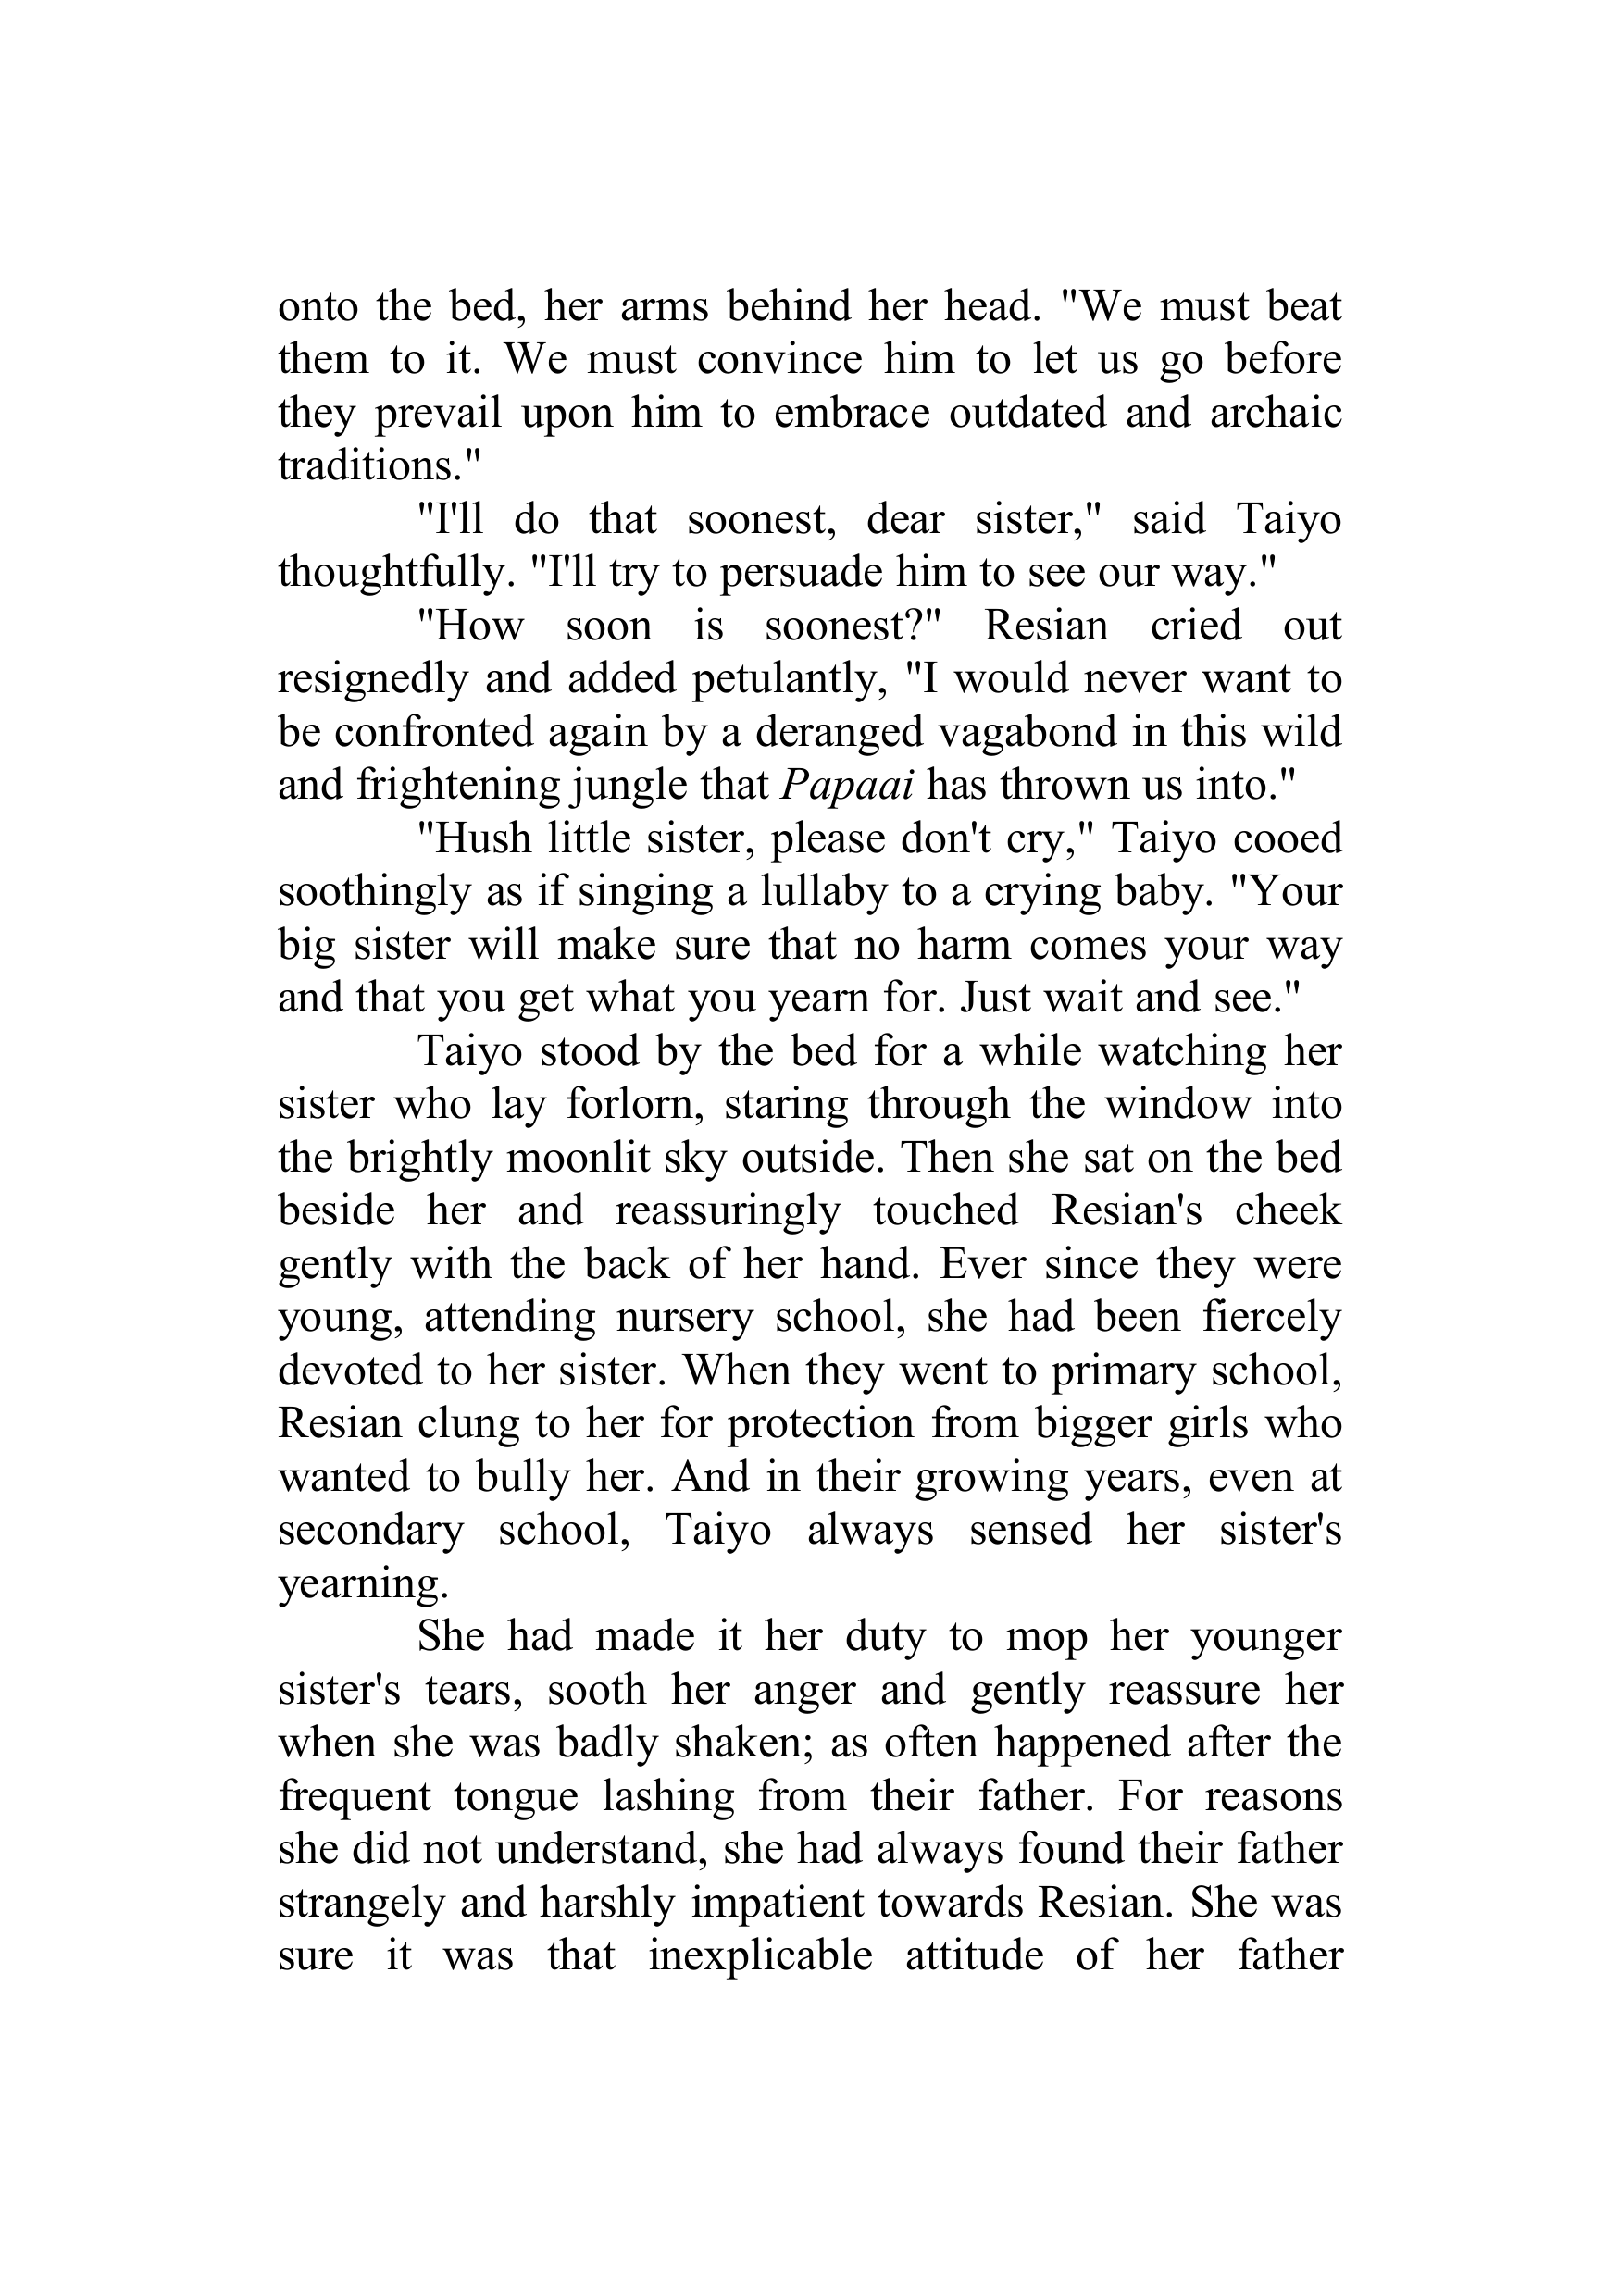 onto the bed, her arms behind her head. "We must beat
them to it. We must convince him to let us go before
they prevail upon him to embrace outdated and archaic
traditions."
"I'll do that soonest, dear sister," said Taiyo
thoughtfully. "I'll try to persuade him to see our way."
"How soon is soonest?" Resian cried out
resignedly and added petulantly, "I would never want to
be confronted again by a deranged vagabond in this wild
and frightening jungle that Papaai has thrown us into."
"Hush little sister, please don't cry," Taiyo cooed
soothingly as if singing a lullaby to a crying baby. "Your
big sister will make sure that no harm comes your way
and that you get what you yearn for. Just wait and see."
Taiyo stood by the bed for a while watching her
sister who lay forlorn, staring through the window into
the brightly moonlit sky outside. Then she sat on the bed
beside her and reassuringly touched Resian's cheek
gently with the back of her hand. Ever since they were
young, attending nursery school, she had been fiercely
devoted to her sister. When they went to primary school,
Resian clung to her for protection from bigger girls who
wanted to bully her. And in their growing years, even at
secondary school, Taiyo always sensed her sister's
yearning.
She had made it her duty to mop her younger
sister's tears, sooth her anger and gently reassure her
when she was badly shaken; as often happened after the
frequent tongue lashing from their father. For reasons
she did not understand, she had always found their father
strangely and harshly impatient towards Resian. She was
sure it was that inexplicable attitude of her father